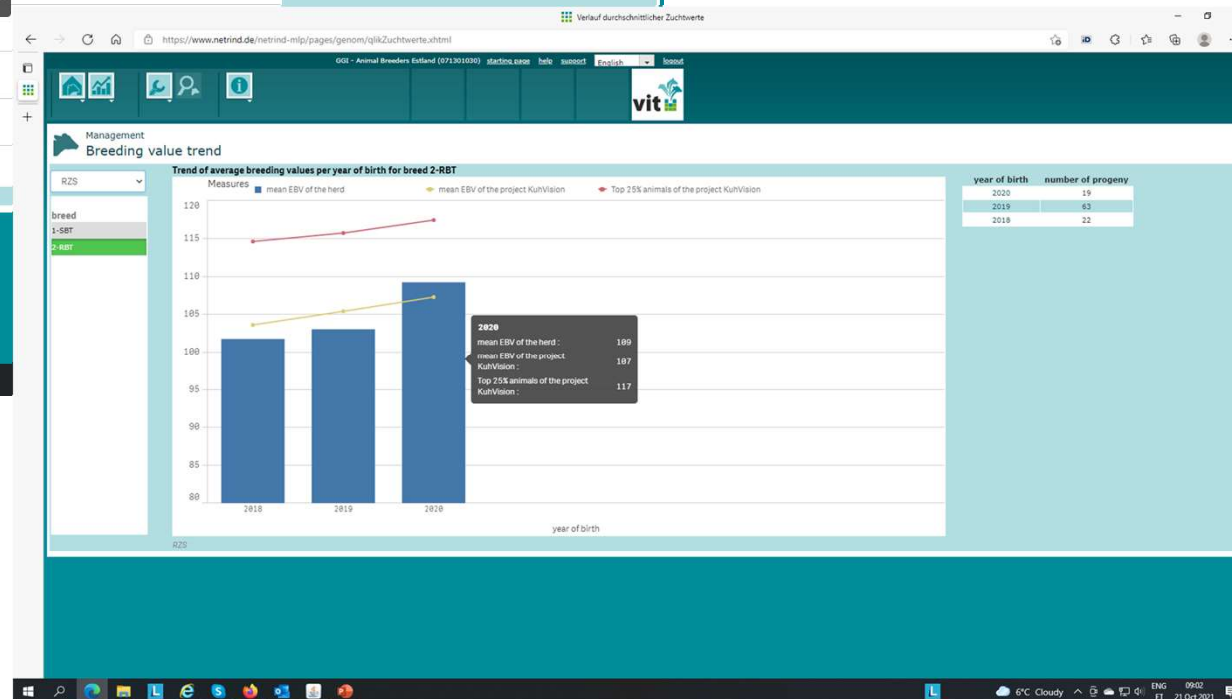 Verlauf durchschnittlicher Zuchtwerte
https://www.netrind.de/netrind-mlp/pages/genom/qlikZuchtwerte.xhtml
GGI - Animal Breeders Estland (071301030) starting page help support English logout
vit
Management
Breeding value trend
RZS
breed
1-SBT
2-RBT
Trend of average breeding values per year of birth for breed 2-RBT
Measures mean EBV of the herd mean EBV of the project KuhVision Top 25% animals of the project KuhVision
120
115
110
105
100
95
90
85
80
2018 2019 2020
year of birth
RZS
2020
mean EBV of the herd : 109
mean EBV of the project KuhVision : 107
Top 25% animals of the project KuhVision : 117
year of birth number of progeny
2020 19
2019 63
2018 22
6°C Cloudy
ENG
ET
09:02
21 Oct 2021